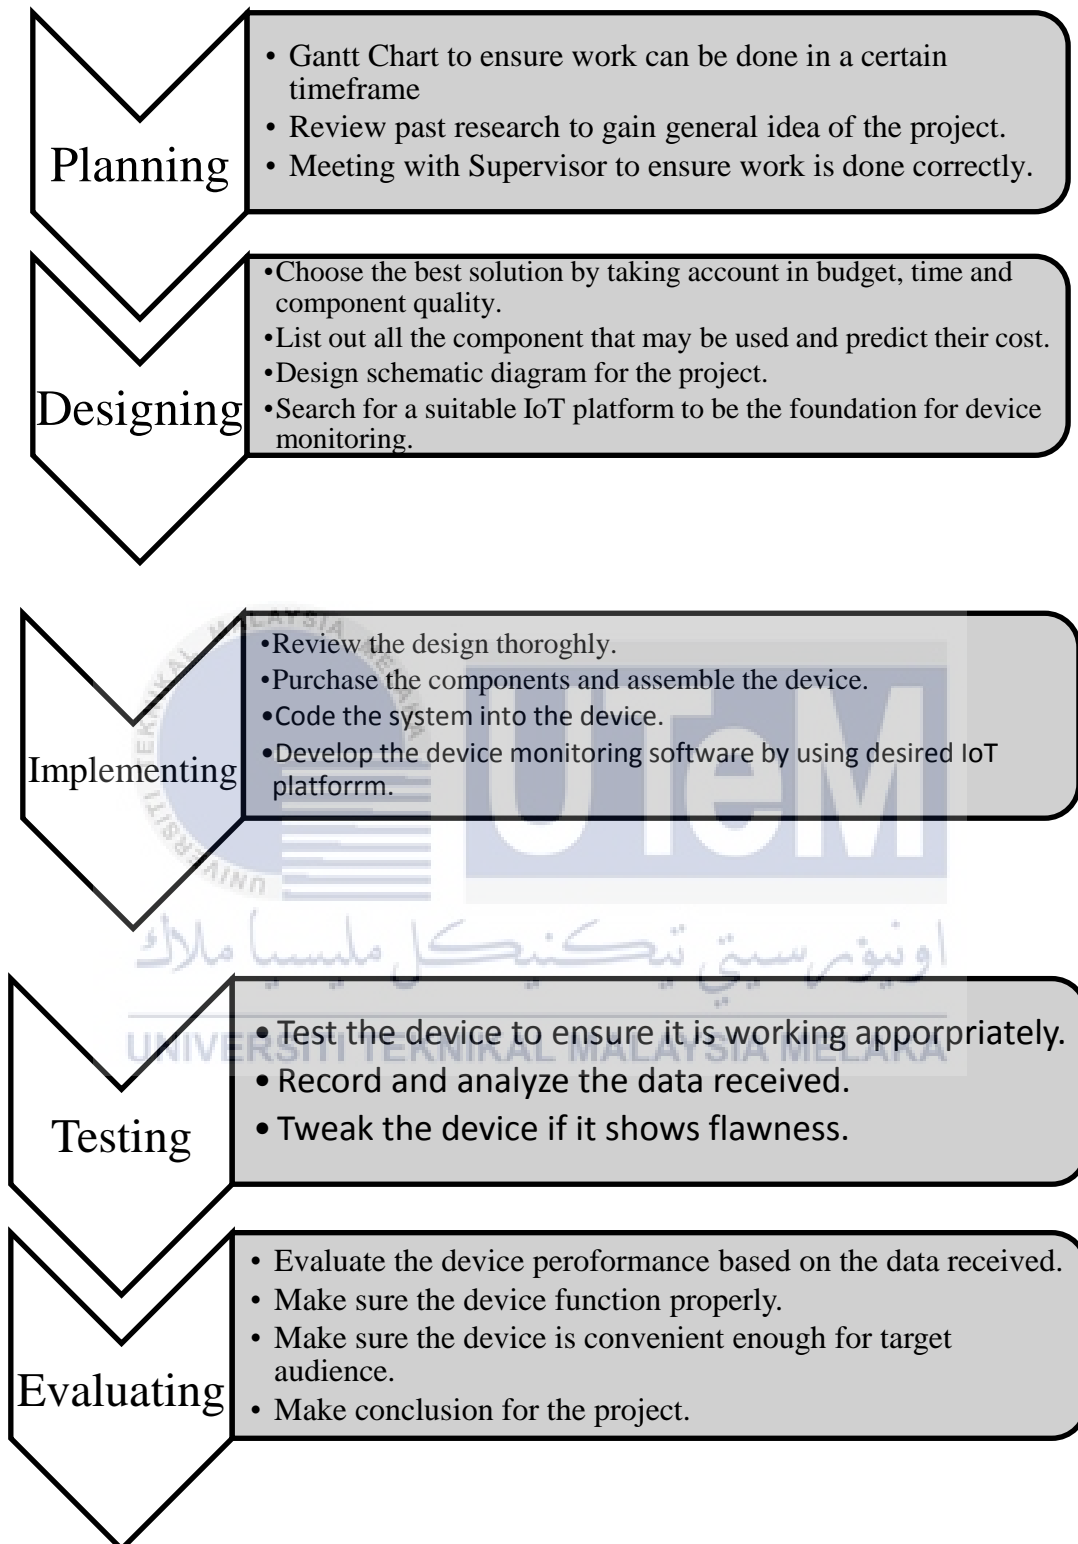 Planning
• Gantt Chart to ensure work can be done in a certain
timeframe
• Review past research to gain general idea of the project.
• Meeting with Supervisor to ensure work is done correctly.
Designing
•Choose the best solution by taking account in budget, time and
component quality.
•List out all the component that may be used and predict their cost.
•Design schematic diagram for the project.
•Search for a suitable IoT platform to be the foundation for device
monitoring.
Implementing
•Review the design thoroghly.
•Purchase the components and assemble the device.
•Code the system into the device.
•Develop the device monitoring software by using desired IoT
platforrm.
UNIVERSITI TEKNIKAL MALAYSIA MELAKA
UTeM
اونيۏرسيتي تيكنيكل مليسيا ملاك
UNIVERSITI TEKNIKAL MALAYSIA MELAKA
Testing
• Test the device to ensure it is working apporpriately.
• Record and analyze the data received.
• Tweak the device if it shows flawness.
Evaluating
• Evaluate the device peroformance based on the data received.
• Make sure the device function properly.
• Make sure the device is convenient enough for target
audience.
• Make conclusion for the project.